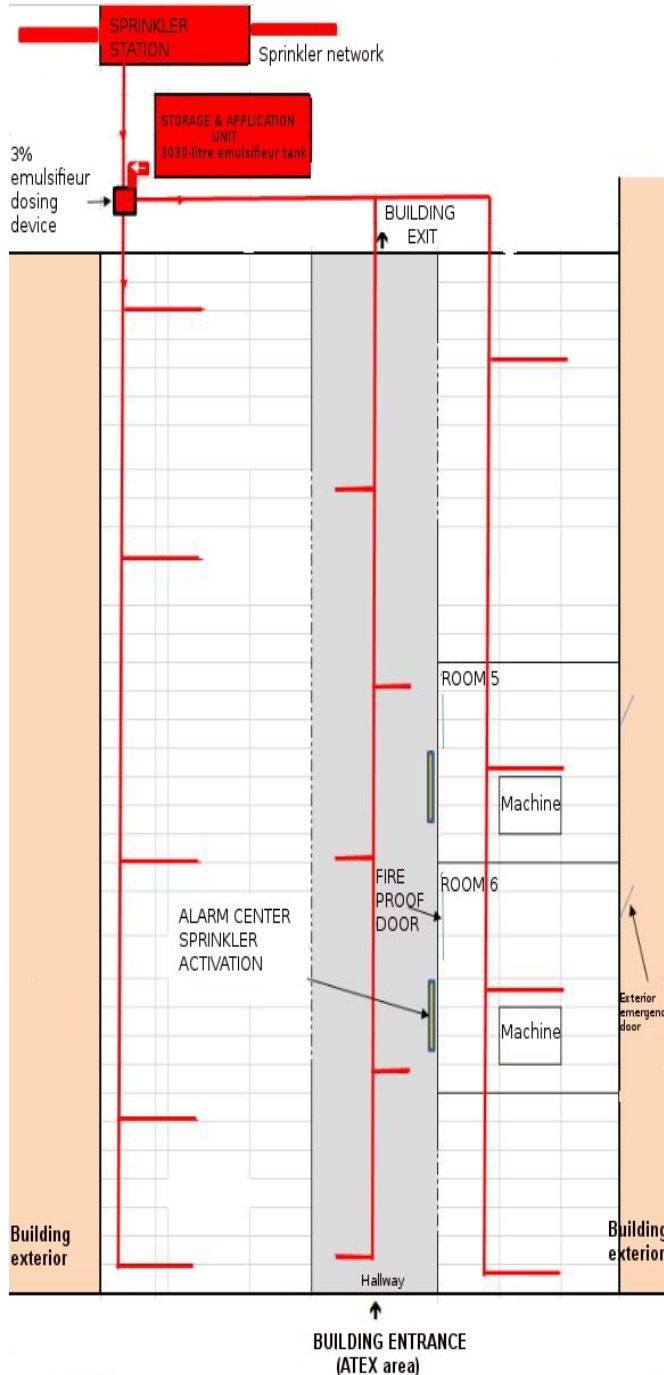 SPRINKLER
STATION
Sprinkler network
STORAGE & APPLICATION
UNIT
3030-litre emulsifieur tank
3%
emulsifieur
dosing
device
BUILDING
EXIT
ROOM 5
Machine
FIRE
PROOF
DOOR
ROOM 6
ALARM CENTER
SPRINKLER
ACTIVATION
Machine
Exterior
emergenc
door
Building
exterior
Building
exterior
Hallway
BUILDING ENTRANCE
(ATEX area)